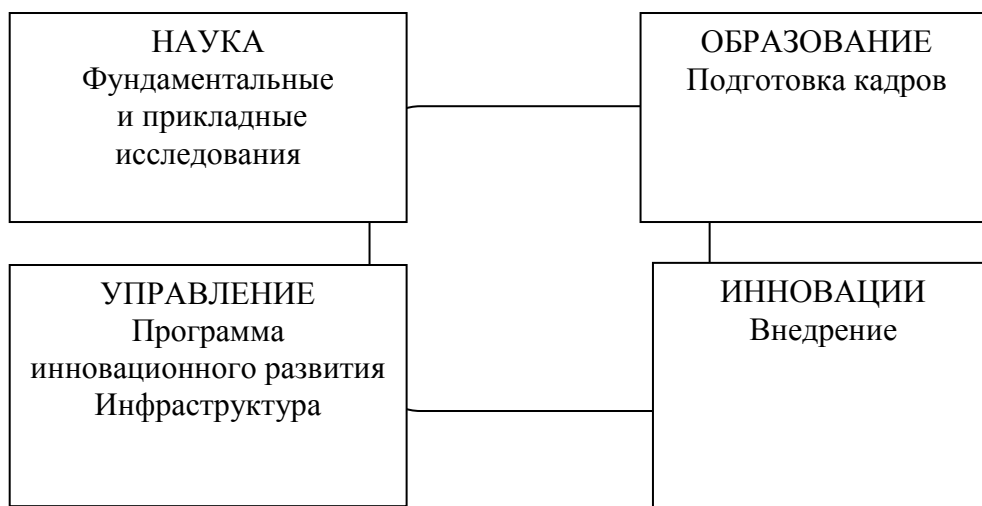 НАУКА
Фундаментальные
и прикладные
исследования
ОБРАЗОВАНИЕ
Подготовка кадров
УПРАВЛЕНИЕ
Программа
инновационного развития
Инфраструктура
ИННОВАЦИИ
Внедрение